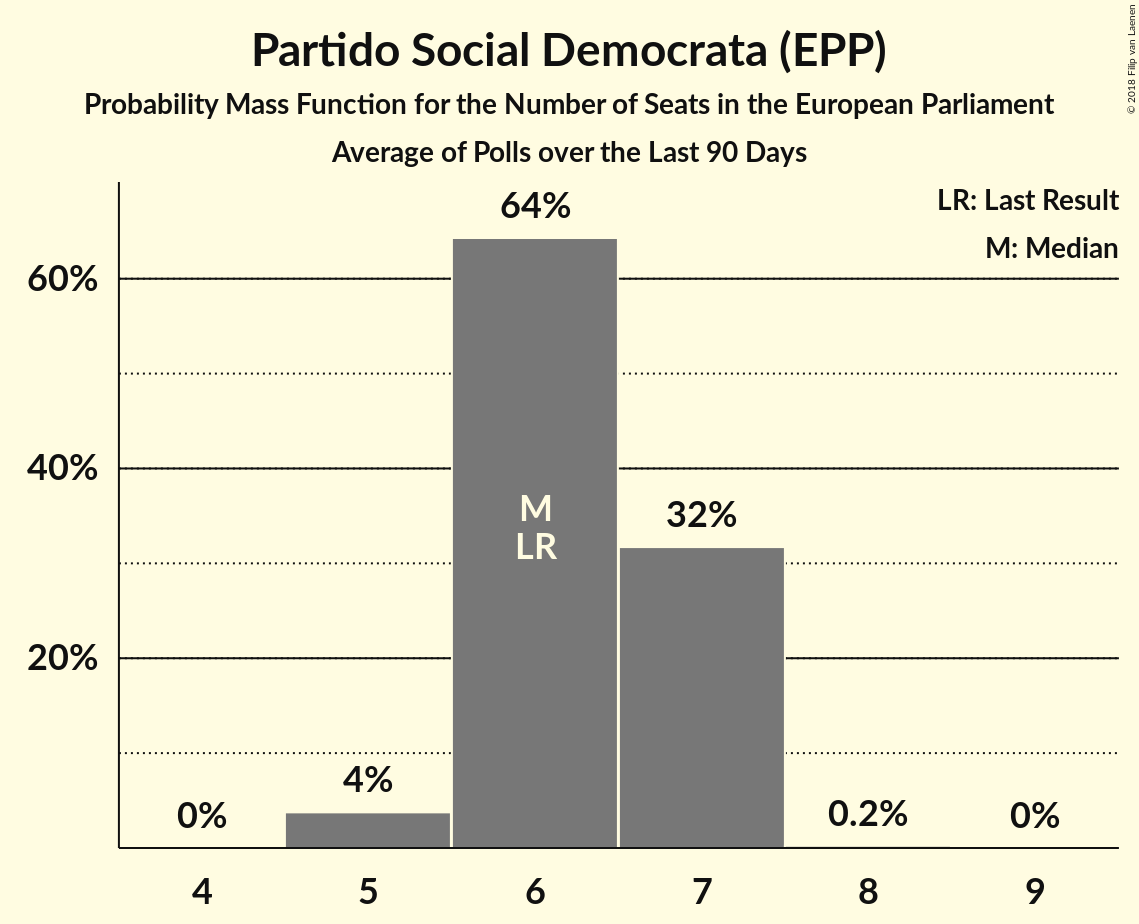 Partido Social Democrata (EPP)
Probability Mass Function for the Number of Seats in the European Parliament
Average of Polls over the Last 90 Days
© 2018 Filip van Laenen
LR: Last Result
M: Median
64%
60%
40%
M
LR
32%
20%
4%
0%
0.2%
0%
4 5 6 7 8 9